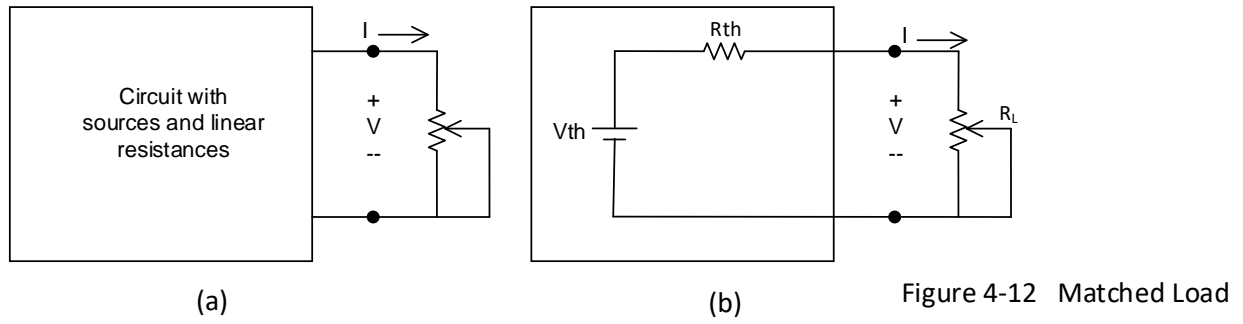 I
Circuit with
sources and linear
resistances
+
V
--
(a)
Rth
Vth
I
+
V
--
RL
(b)
Figure 4-12 Matched Load